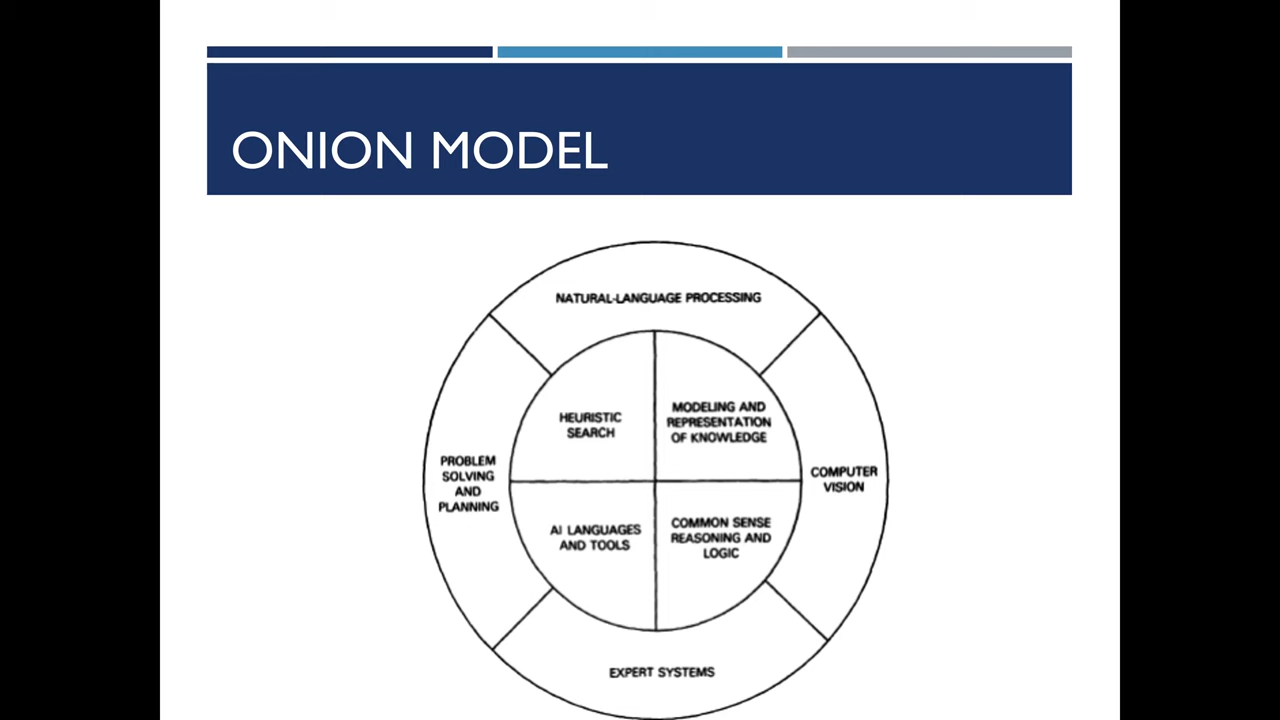 ONION MODEL
NATURAL-LANGUAGE PROCESSING
HEURISTIC
SEARCH
MODELING AND
REPRESENTATION
OF KNOWLEDGE
PROBLEM
SOLVING
AND
PLANNING
COMPUTER
VISION
AI LANGUAGES
AND TOOLS
COMMON SENSE
REASONING AND
LOGIC
EXPERT SYSTEMS